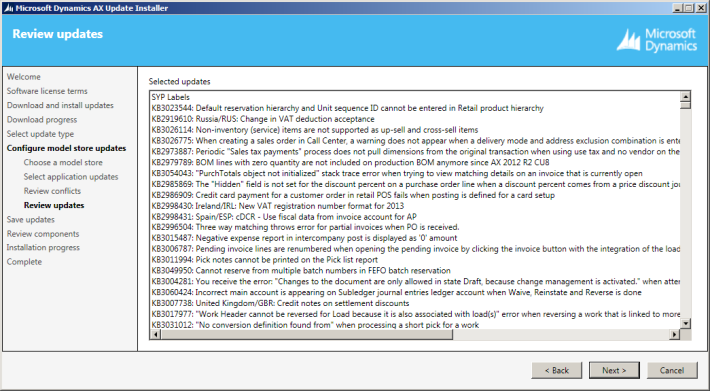 Microsoft Dynamics AX Update Installer
Review updates
Microsoft
Dynamics
Welcome
Software license terms
Download and install updates
Download progress
Select update type
Configure model store updates
Choose a model store
Select application updates
Review conflicts
Review updates
Save updates
Review components
Installation progress
Complete
Selected updates
SYP Labels
KB3023544: Default reservation hierarchy and Unit sequence ID cannot be entered in Retail product hierarchy
KB2919610: Russia/RUS: Change in VAT deduction acceptance
KB3026114: Non-inventory (service) items are not supported as up-sell and cross-sell items
KB3026775: When creating a sales order in Call Center, a warning does not appear when a delivery mode and address exclusion combination is ente
KB2973887: Periodic "Sales tax payments" process does not pull dimensions from the original transaction when using use tax and no vendor on the
KB2979789: BOM lines with zero quantity are not included on production BOM anymore since AX 2012 R2 CU8
KB3054043: "PurchTotals object not initialized" stack trace error when trying to view matching details on an invoice that is currently open
KB2985869: The "Hidden" field is not set for the discount percent on a purchase order line when a discount percent comes from a price discount jou
KB2986909: Credit card payment for a customer order in retail POS fails when posting is defined for a card setup
KB2998430: Ireland/IRL: New VAT registration number format for 2013
KB2998431: Spain/ESP: cDCR - Use fiscal data from invoice account for AP
KB2996504: Three way matching throws error for partial invoices when PO is received.
KB3015487: Negative expense report in intercompany post is displayed as '0' amount
KB3006787: Pending invoice lines are renumbered when opening the pending invoice by clicking the invoice button with the integration of the load
KB3011994: Pick notes cannot be printed on the Pick list report
KB3049950: Cannot reserve from multiple batch numbers in FEFO batch reservation
KB3004281: You receive the error: "Changes to the document are only allowed in state Draft, because change management is activated." when atter
KB3060424: Incorrect main account is appearing on Subledger journal entries ledger account when Waive, Reinstate and Reverse is done
KB3007738: United Kingdom/GBR: Credit notes on settlement discounts
KB3017977: "Work Header cannot be reversed for Load because it is also associated with load(s)" error when reversing a work that is linked to more
KB3031012: "No conversion definition found from" when processing a short pick for a work
< Back
Next >
Cancel